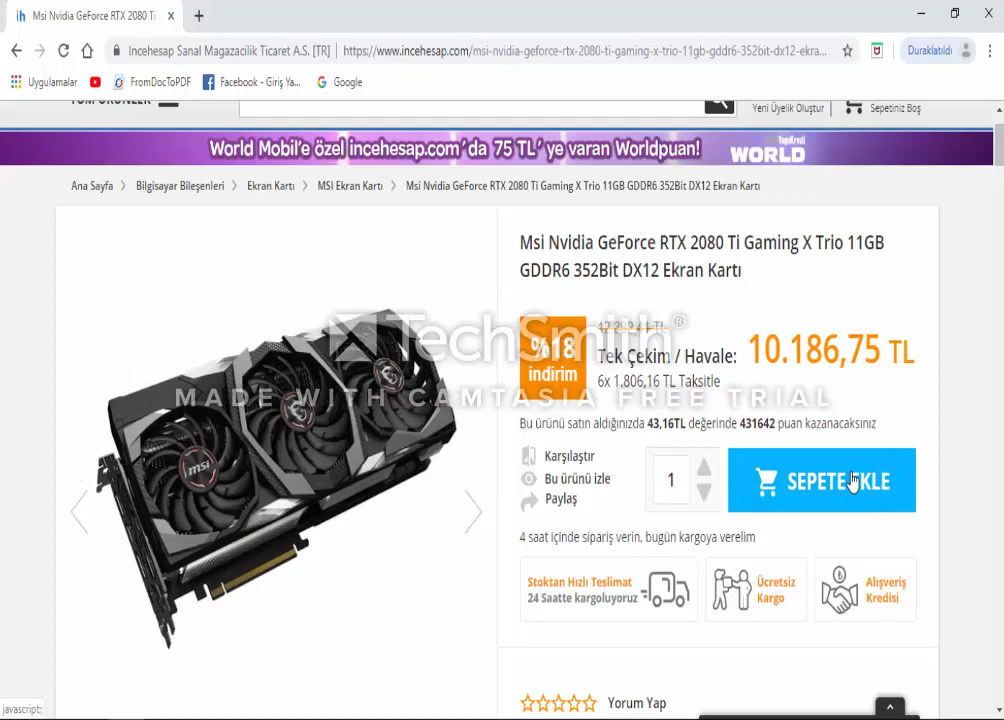 Msi Nvidia GeForce RTX 2080 Ti
Incehesap Sanal Magazacilik Ticaret A.S. [TR]
https://www.incehesap.com/msi-nvidia-geforce-rtx-2080-ti-gaming-x-trio-11gb-gddr6-352bit-dx12-ekra...
Duraklatıldı
Uygulamalar
FromDocToPDF
Facebook - Giriş Ya...
Google
TÜM ÜRÜNLER
Yeni Üyelik Oluştur
Sepetiniz Boş
World Mobil'e özel incehesap.com'da 75 TL' ye varan Worldpuan!
YapıKredi
WORLD
Ana Sayfa > Bilgisayar Bileşenleri > Ekran Kartı > MSI Ekran Kartı > Msi Nvidia GeForce RTX 2080 Ti Gaming X Trio 11GB GDDR6 352Bit DX12 Ekran Kartı
Msi Nvidia GeForce RTX 2080 Ti Gaming X Trio 11GB
GDDR6 352Bit DX12 Ekran Kartı
TechSmith®
MADE WITH CAMTASIA FREE TRIAL
%18
indirim
Tek Çekim / Havale:
10.186,75 TL
6x 1.806,16 TL Taksitle
Bu ürünü satın aldığınızda 43,16TL değerinde 431642 puan kazanacaksınız
Karşılaştır
Bu ürünü izle
Paylaş
1
SEPETE EKLE
4 saat içinde sipariş verin, bugün kargoya verelim
Stoktan Hızlı Teslimat
24 Saatte kargoluyoruz
Ücretsiz
Kargo
Alışveriş
Kredisi
msi
Yorum Yap
javascript:;